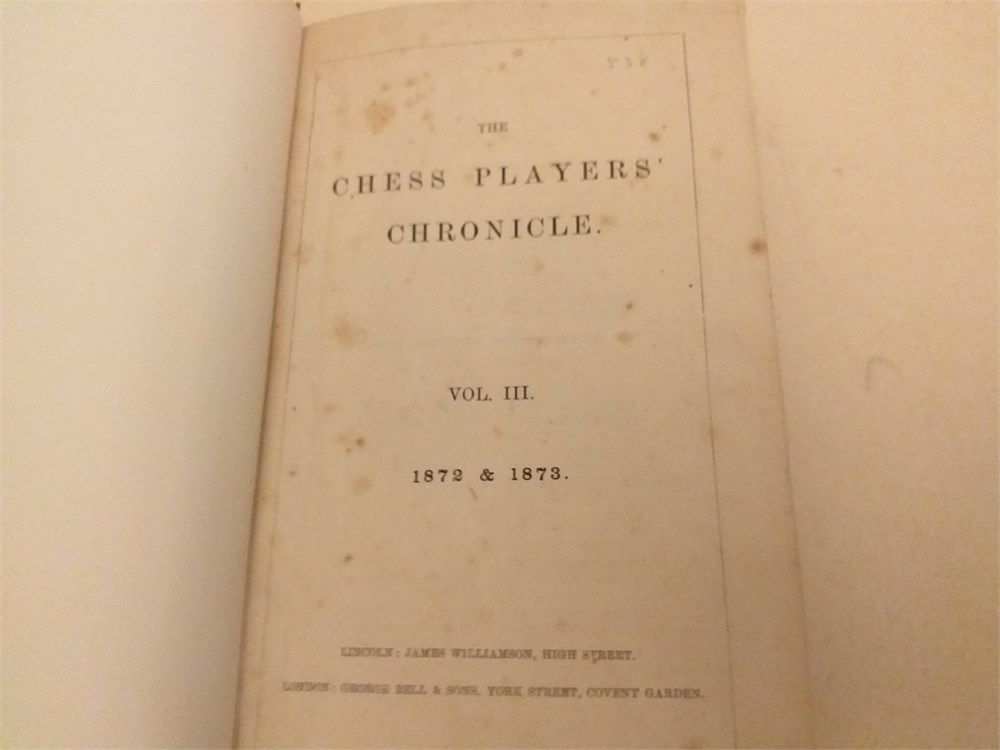 THE
CHESS PLAYERS'
CHRONICLE.
VOL. III.
1872 & 1873.
LINCOLN: JAMES WILLIAMSON, HIGH STREET.
LONDON: GEORGE BELL & SONS, YORK STREET, COVENT GARDEN.